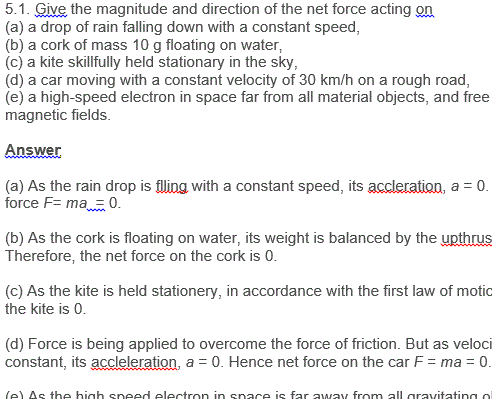 5.1. Give the magnitude and direction of the net force acting on
(a) a drop of rain falling down with a constant speed,
(b) a cork of mass 10 g floating on water,
(c) a kite skillfully held stationary in the sky,
(d) a car moving with a constant velocity of 30 km/h on a rough road,
(e) a high-speed electron in space far from all material objects, and free
magnetic fields.
Answer
(a) As the rain drop is flling with a constant speed, its accleration, a = 0.
force F= ma = 0.
(b) As the cork is floating on water, its weight is balanced by the upthrus
Therefore, the net force on the cork is 0.
(c) As the kite is held stationery, in accordance with the first law of motio
the kite is 0.
(d) Force is being applied to overcome the force of friction. But as veloci
constant, its accleleration, a = 0. Hence net force on the car F = ma = 0.
(e) As the high speed electron in space is far away from all gravitating o